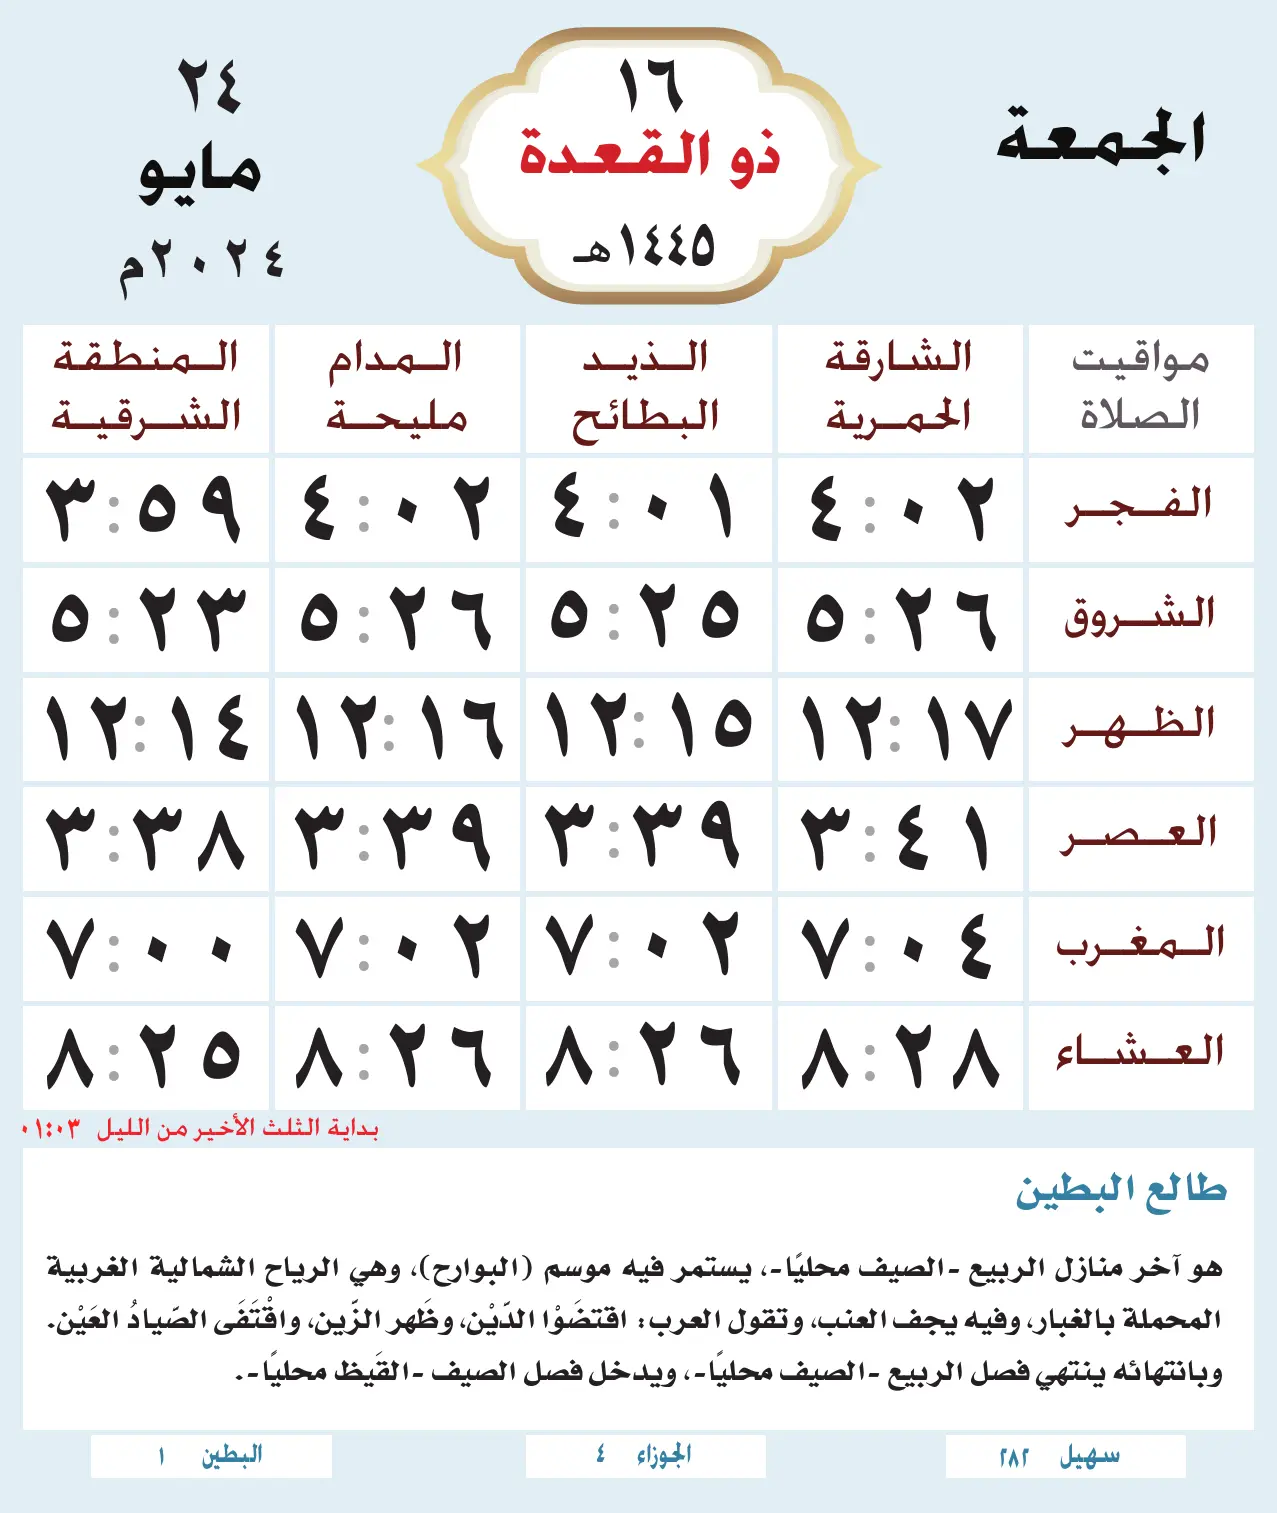 الجمعة
١٦
ذو القعدة
١٤٤٥هـ
٢٤
مايو
٢٠٢٤م
مواقيت الصلاة
الشارقة الحمرية
الذيد البطائح
المدام مليحة
المنطقة الشرقية
الفجر ٤:٠٢ ٤:٠١ ٤:٠٢ ٣:٥٩
الشروق ٥:٢٦ ٥:٢٥ ٥:٢٦ ٥:٢٣
الظهر ١٢:١٧ ١٢:١٥ ١٢:١٦ ١٢:١٤
العصر ٣:٤١ ٣:٣٩ ٣:٣٩ ٣:٣٨
المغرب ٧:٠٤ ٧:٠٢ ٧:٠٢ ٧:٠٠
العشاء ٨:٢٨ ٨:٢٦ ٨:٢٦ ٨:٢٥
بداية الثلث الأخير من الليل ٠١:٠٣
طالع البطين
هو آخر منازل الربيع -الصيف محليًا-، يستمر فيه موسم (البوارح)، وهي الرياح الشمالية الغربية
المحملة بالغبار، وفيه يجف العنب، وتقول العرب: اقتضَوْا الدّيْن، وظَهر الزّين، واقْتَفَى الصّيادُ العَيْن.
وبانتهائه ينتهي فصل الربيع -الصيف محليًا-، ويدخل فصل الصيف -القَيظ محليًا-.
سهيل ٢٨٢
الجوزاء ٤
البطين ١